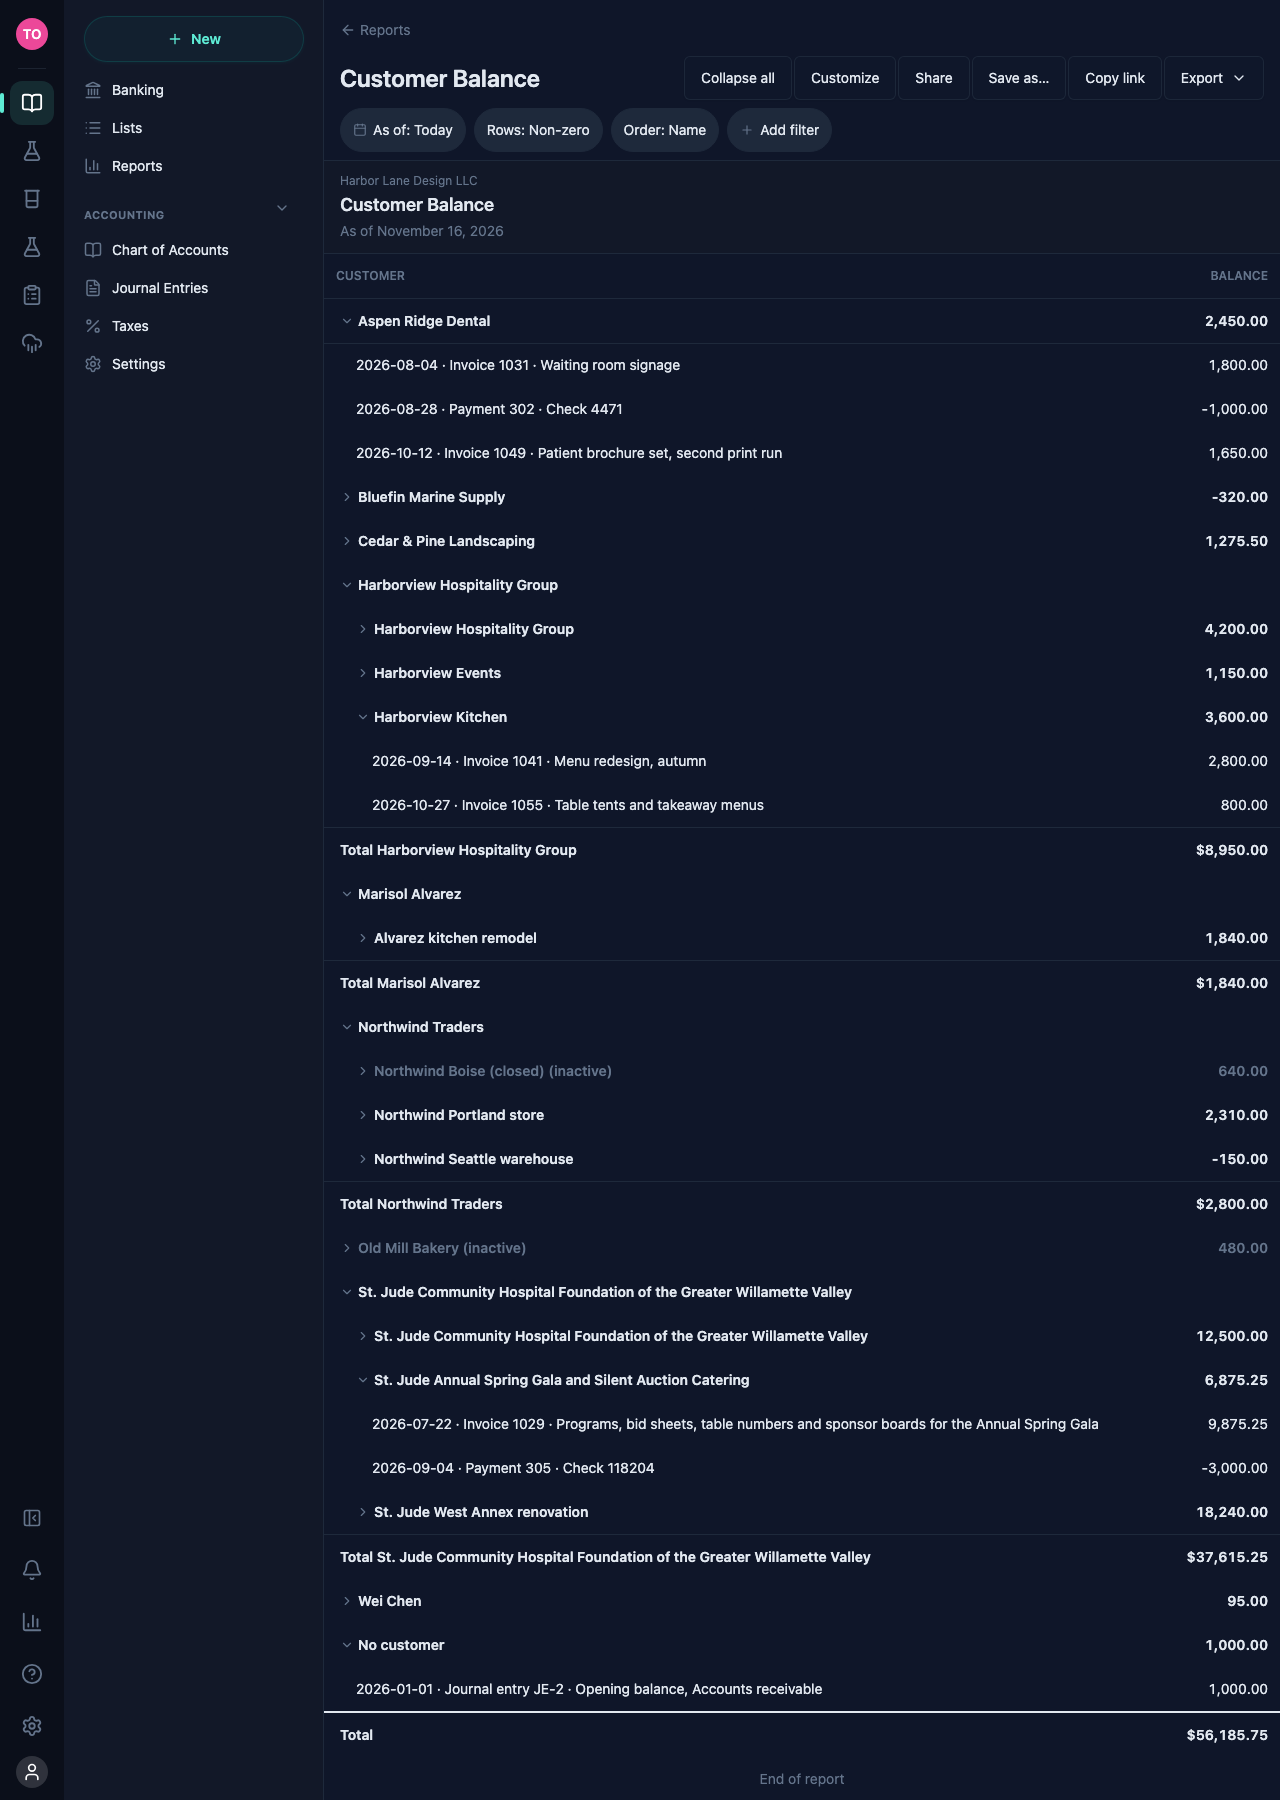 TO
New
Banking
Lists
Reports
ACCOUNTING
Chart of Accounts
Journal Entries
Taxes
Settings
Reports
Customer Balance
Collapse all
Customize
Share
Save as...
Copy link
Export
As of: Today
Rows: Non-zero
Order: Name
Add filter
Harbor Lane Design LLC
Customer Balance
As of November 16, 2026
CUSTOMER BALANCE
Aspen Ridge Dental 2,450.00
2026-08-04 · Invoice 1031 · Waiting room signage 1,800.00
2026-08-28 · Payment 302 · Check 4471 -1,000.00
2026-10-12 · Invoice 1049 · Patient brochure set, second print run 1,650.00
Bluefin Marine Supply -320.00
Cedar & Pine Landscaping 1,275.50
Harborview Hospitality Group
Harborview Hospitality Group 4,200.00
Harborview Events 1,150.00
Harborview Kitchen 3,600.00
2026-09-14 · Invoice 1041 · Menu redesign, autumn 2,800.00
2026-10-27 · Invoice 1055 · Table tents and takeaway menus 800.00
Total Harborview Hospitality Group $8,950.00
Marisol Alvarez
Alvarez kitchen remodel 1,840.00
Total Marisol Alvarez $1,840.00
Northwind Traders
Northwind Boise (closed) (inactive) 640.00
Northwind Portland store 2,310.00
Northwind Seattle warehouse -150.00
Total Northwind Traders $2,800.00
Old Mill Bakery (inactive) 480.00
St. Jude Community Hospital Foundation of the Greater Willamette Valley
St. Jude Community Hospital Foundation of the Greater Willamette Valley 12,500.00
St. Jude Annual Spring Gala and Silent Auction Catering 6,875.25
2026-07-22 · Invoice 1029 · Programs, bid sheets, table numbers and sponsor boards for the Annual Spring Gala 9,875.25
2026-09-04 · Payment 305 · Check 118204 -3,000.00
St. Jude West Annex renovation 18,240.00
Total St. Jude Community Hospital Foundation of the Greater Willamette Valley $37,615.25
Wei Chen 95.00
No customer 1,000.00
2026-01-01 · Journal entry JE-2 · Opening balance, Accounts receivable 1,000.00
Total $56,185.75
End of report